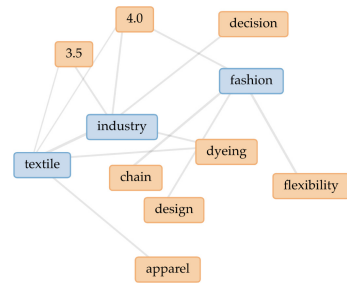 4.0
decision
3.5
fashion
industry
dyeing
textile
chain
flexibility
design
apparel